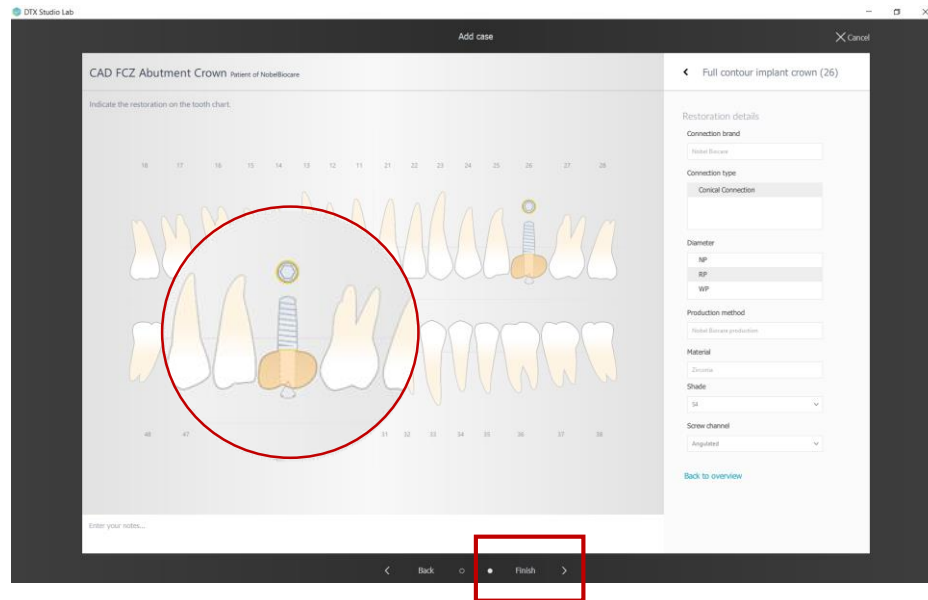 DTX Studio Lab
Add case
Cancel
CAD FCZ Abutment Crown Patient of NobelBiocare
Full contour implant crown (26)
Indicate the restoration on the tooth chart.
Restoration details
Connection brand
Nobel Biocare
Connection type
Conical Connection
18 17 16 15 14 13 12 11 21 22 23 24 25 26 27 28
Diameter
NP
RP
WP
Production method
Nobel Biocare production
Material
Zirconia
Shade
S4
Screw channel
Angulated
48 47 31 32 33 34 35 36 37 38
Back to overview
Enter your notes...
Back
Finish